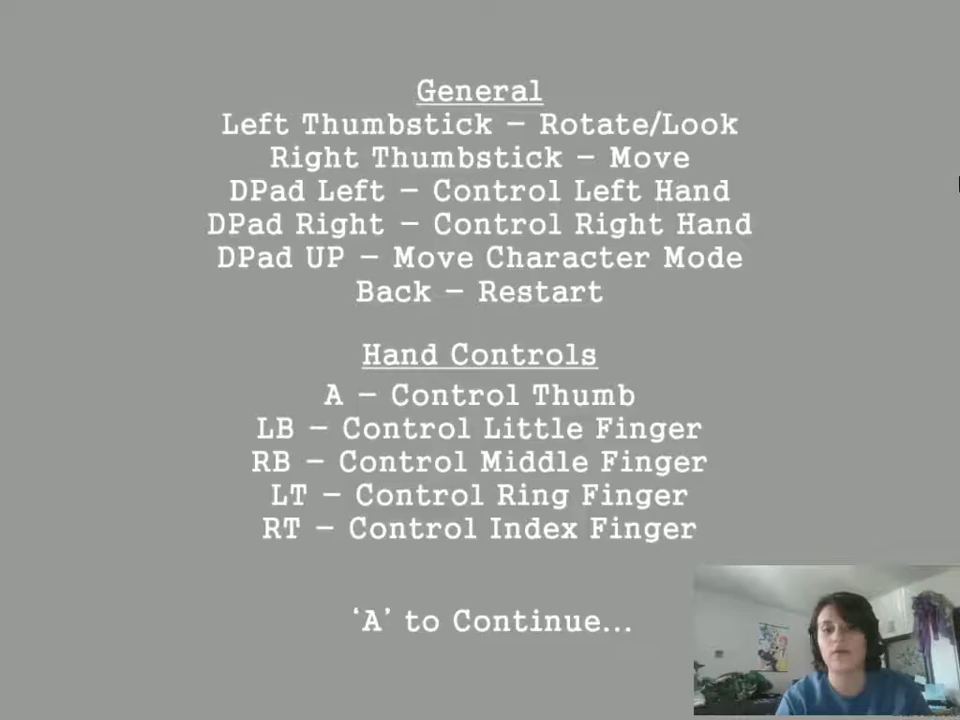 General
Left Thumbstick – Rotate/Look
Right Thumbstick – Move
DPad Left – Control Left Hand
DPad Right – Control Right Hand
DPad UP – Move Character Mode
Back – Restart
Hand Controls
A – Control Thumb
LB – Control Little Finger
RB – Control Middle Finger
LT – Control Ring Finger
RT – Control Index Finger
‘A’ to Continue...